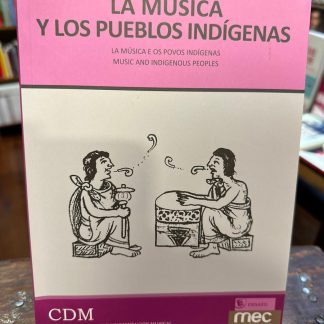 LA MÚSICA
Y LOS PUEBLOS INDÍGENAS
LA MÚSICA E OS POVOS INDÍGENAS
MUSIC AND INDIGENOUS PEOPLES
CDM
mec